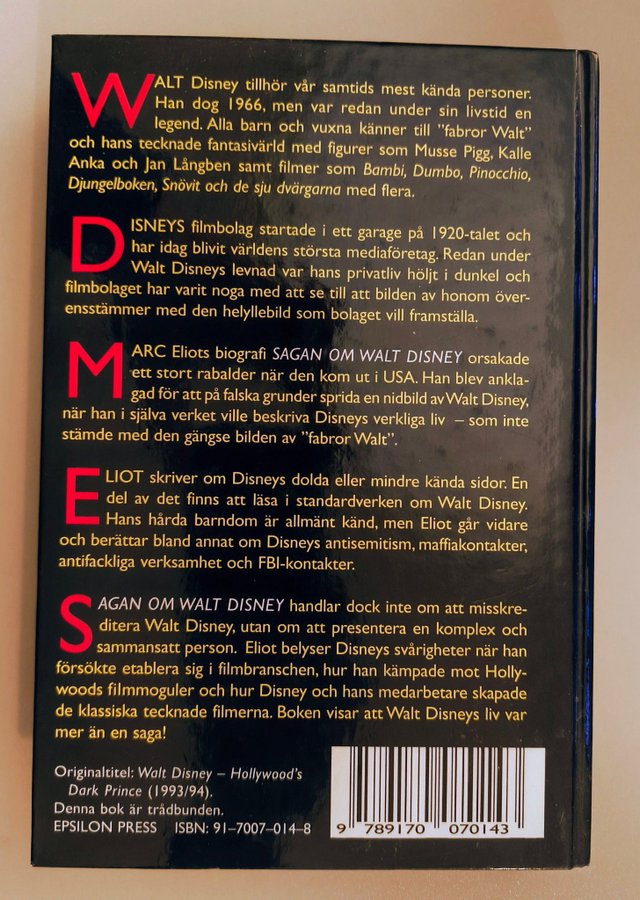 WALT Disney tillhör vår samtids mest kända personer.
Han dog 1966, men var redan under sin livstid en
legend. Alla barn och vuxna känner till ”fabror Walt”
och hans tecknade fantasivärld med figurer som Musse Pigg, Kalle
Anka och Jan Långben samt filmer som Bambi, Dumbo, Pinocchio,
Djungelboken, Snövit och de sju dvärgarna med flera.
DISNEYS filmbolag startade i ett garage på 1920-talet och
har idag blivit världens största mediaföretag. Redan under
Walt Disneys levnad var hans privatliv höljt i dunkel och
filmbolaget har varit noga med att se till att bilden av honom över-
ensstämmer med den helyllebild som bolaget vill framställa.
MARC Eliots biografi SAGAN OM WALT DISNEY orsakade
ett stort rabalder när den kom ut i USA. Han blev ankla-
gad för att på falska grunder sprida en nidbild av Walt Disney,
när han i själva verket ville beskriva Disneys verkliga liv – som inte
stämde med den gängse bilden av ”fabror Walt”.
ELIOT skriver om Disneys dolda eller mindre kända sidor. En
del av det finns att läsa i standardverken om Walt Disney.
Hans hårda barndom är allmänt känd, men Eliot går vidare
och berättar bland annat om Disneys antisemitism, maffiakontakter,
antifackliga verksamhet och FBI-kontakter.
SAGAN OM WALT DISNEY handlar dock inte om att misskre-
ditera Walt Disney, utan om att presentera en komplex och
sammansatt person. Eliot belyser Disneys svårigheter när han
försökte etablera sig i filmbranschen, hur han kämpade mot Holly-
woods filmmoguler och hur Disney och hans medarbetare skapade
de klassiska tecknade filmerna. Boken visar att Walt Disneys liv var
mer än en saga!
Originaltitel: Walt Disney – Hollywood's
Dark Prince (1993/94).
Denna bok är trådbunden.
EPSILON PRESS ISBN: 91-7007-014-8
9 789170 070143